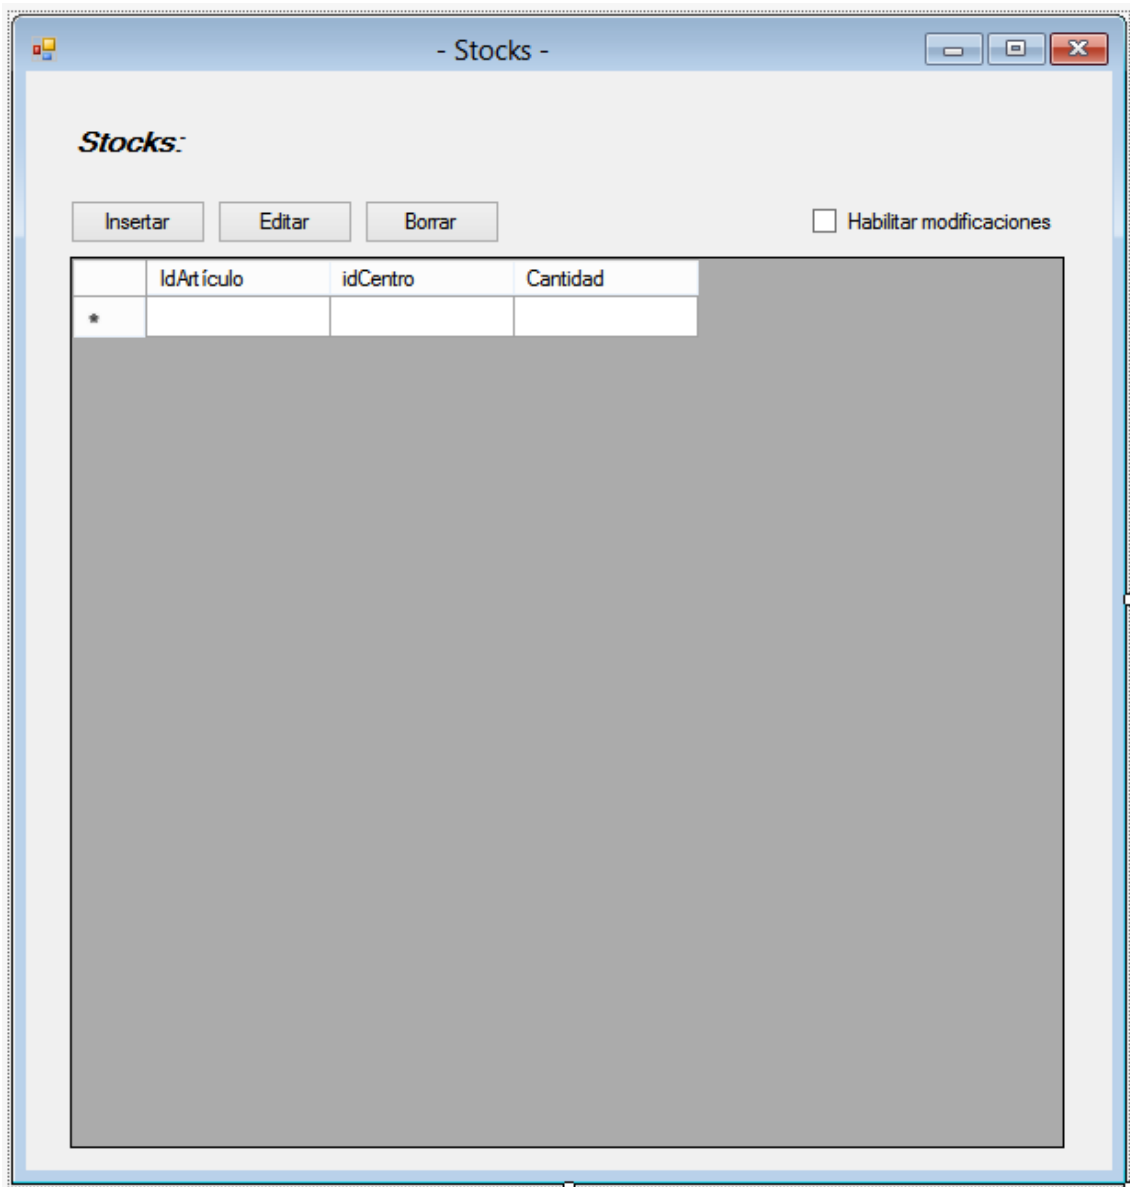 - Stocks -
Stocks:
Insertar Editar Borrar Habilitar modificaciones
IdArtículo idCentro Cantidad
*